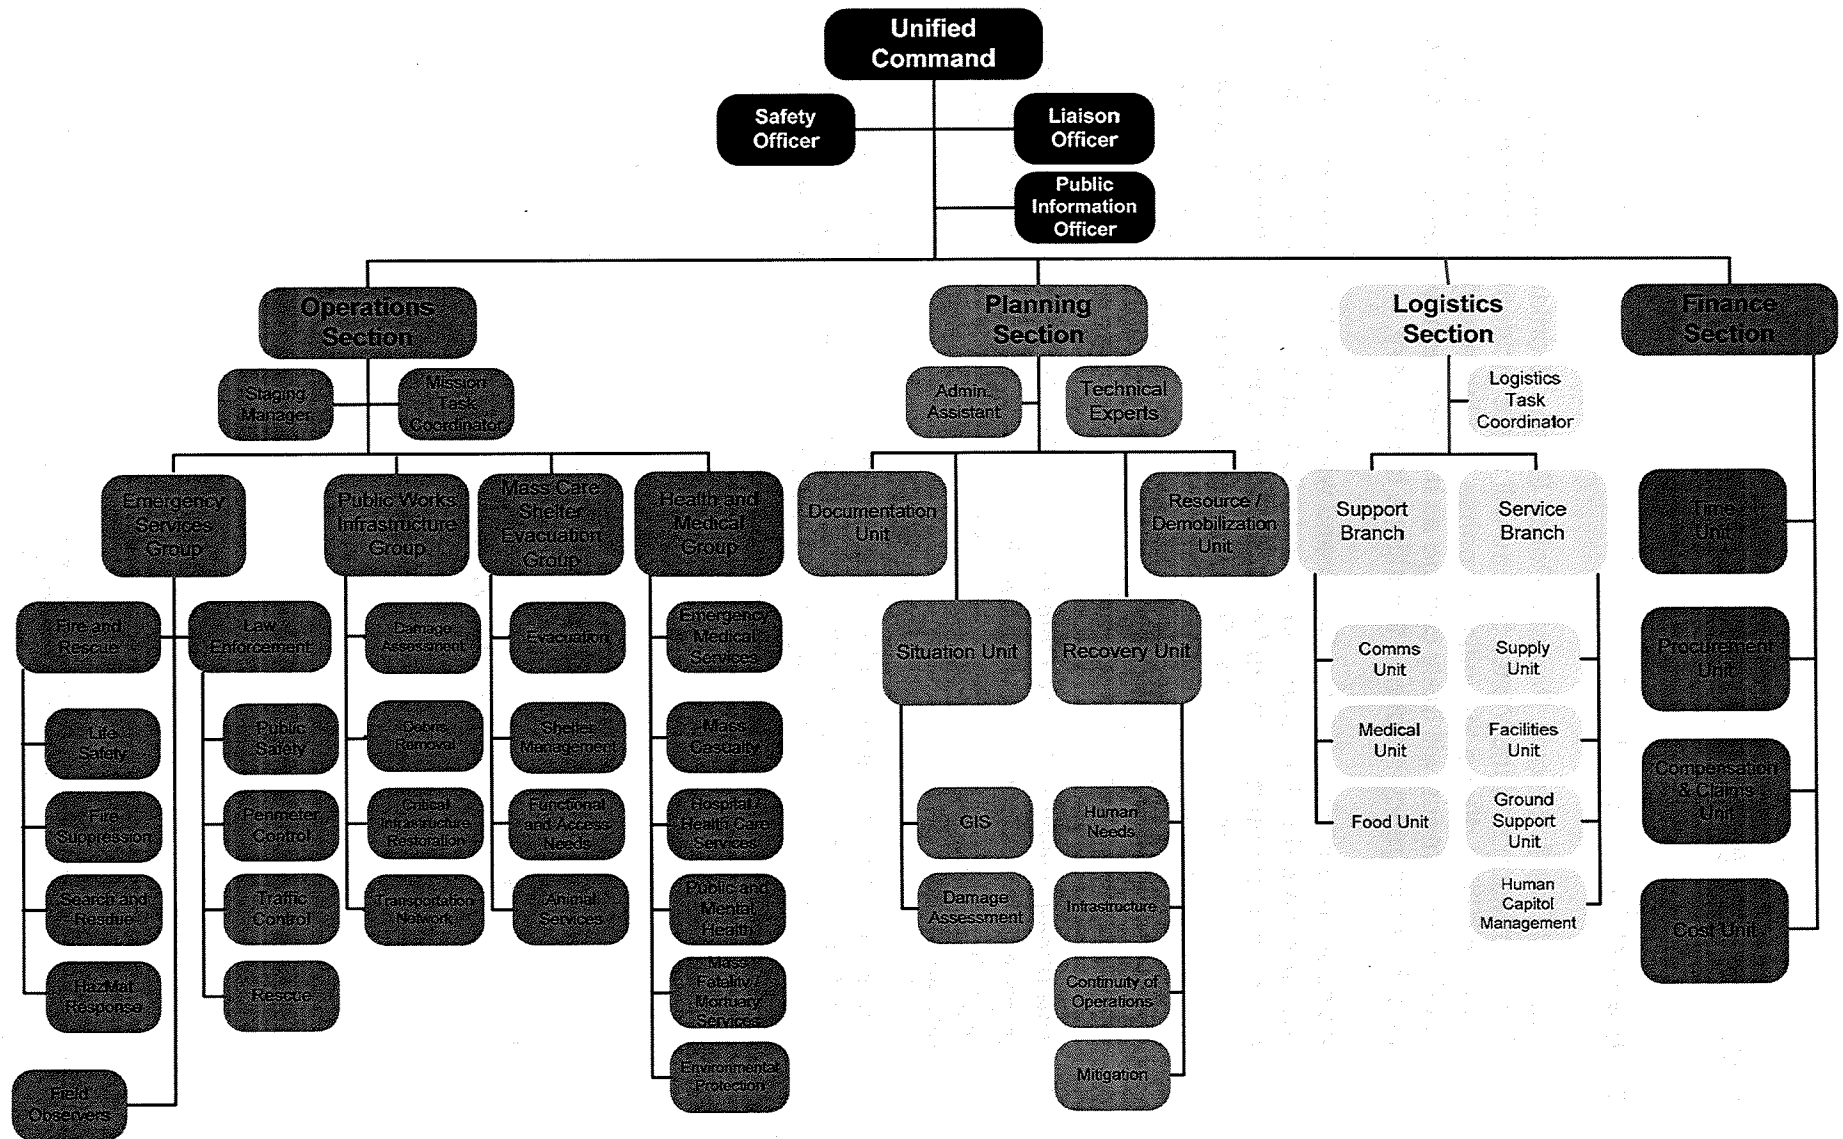 Unified
Command
Safety
Officer
Liaison
Officer
Public
Information
Officer
Operations
Section
Planning
Section
Logistics
Section
Finance
Section
Staging
Manager
Mission
Task
Coordinator
Admin.
Assistant
Technical
Experts
Logistics
Task
Coordinator
Emergency
Services
Group
Public Works
Infrastructure
Group
Mass Care
Shelter
Evacuation
Group
Health and
Medical
Group
Documentation
Unit
Resource /
Demobilization
Unit
Support
Branch
Service
Branch
Time
Unit
Fire and
Rescue
Law
Enforcement
Damage
Assessment
Evacuation
Emergency
Medical
Services
Situation Unit
Recovery Unit
Comms
Unit
Supply
Unit
Procurement
Unit
Life
Safety
Public
Safety
Debris
Removal
Shelter
Management
Mass
Casualty
Medical
Unit
Facilities
Unit
Compensation
& Claims
Unit
Fire
Suppression
Perimeter
Control
Critical
Infrastructure
Restoration
Functional
and Access
Needs
Hospital /
Health Care
Services
GIS
Human
Needs
Food Unit
Ground
Support
Unit
Search and
Resdue
Traffic
Control
Transportation
Network
Animal
Services
Public and
Mental
Health
Damage
Assessment
Infrastructure
Human
Capitol
Management
Cost Unit
HazMat
Response
Rescue
Mass
Fatality /
Mortuary
Services
Continuity of
Operations
Field
Observers
Environmental
Protection
Mitigation